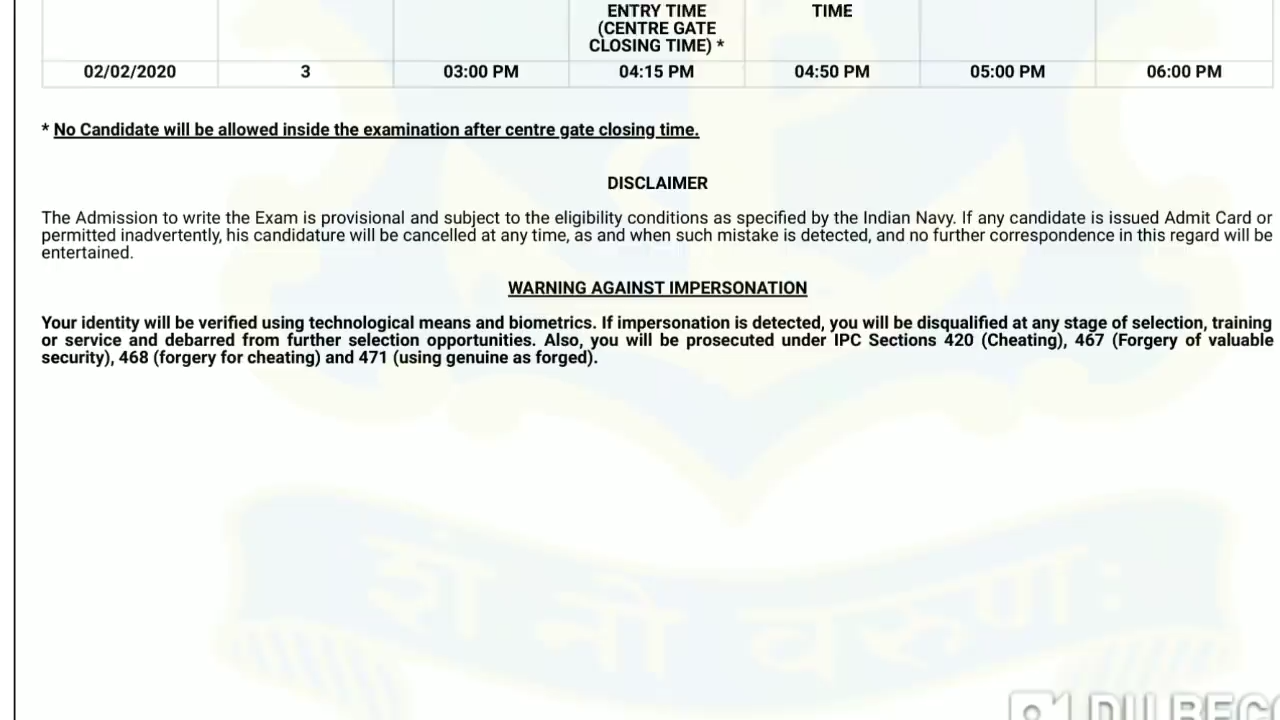 ENTRY TIME
(CENTRE GATE
CLOSING TIME) *
TIME
02/02/2020 3 03:00 PM 04:15 PM 04:50 PM 05:00 PM 06:00 PM
* No Candidate will be allowed inside the examination after centre gate closing time.
DISCLAIMER
The Admission to write the Exam is provisional and subject to the eligibility conditions as specified by the Indian Navy. If any candidate is issued Admit Card or
permitted inadvertently, his candidature will be cancelled at any time, as and when such mistake is detected, and no further correspondence in this regard will be
entertained.
WARNING AGAINST IMPERSONATION
Your identity will be verified using technological means and biometrics. If impersonation is detected, you will be disqualified at any stage of selection, training
or service and debarred from further selection opportunities. Also, you will be prosecuted under IPC Sections 420 (Cheating), 467 (Forgery of valuable
security), 468 (forgery for cheating) and 471 (using genuine as forged).
शं नो वरुणः